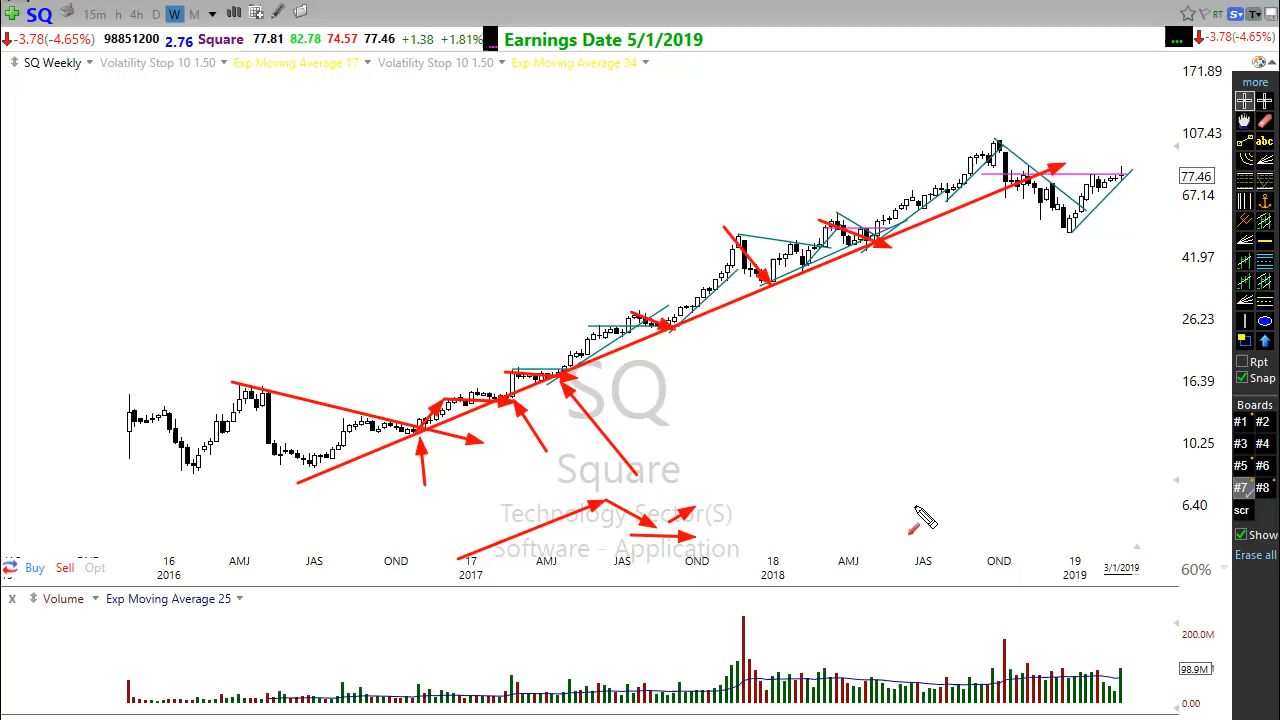 SQ 15m h 4h D W M RT S T
-3.78(-4.65%) 98851200 2.76 Square 77.81 82.78 74.57 77.46 +1.38 +1.81% ... Earnings Date 5/1/2019 ... -3.78(-4.65%)
SQ Weekly Volatility Stop 10 1.50 Exp Moving Average 17 Volatility Stop 10 1.50 Exp Moving Average 34
171.89
107.43
77.46
67.14
41.97
26.23
16.39
10.25
6.40
SQ
Square
Technology Sector(S)
Software - Application
16 AMJ JAS OND 17 AMJ JAS OND 18 AMJ JAS OND 19
2016 2017 2018 2019 3/1/2019
Buy Sell Opt
60%
X Volume Exp Moving Average 25
200.0M
98.9M
0.00
more
abc
Rpt
Snap
Boards
#1 #2
#3 #4
#5 #6
#7 #8
scr
Show
Erase all